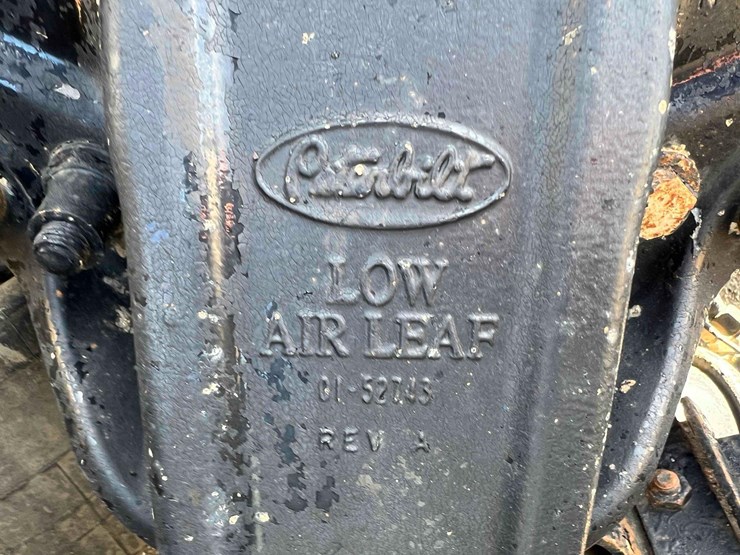 Peterbilt
LOW
AIR LEAF
01-52743
REV A